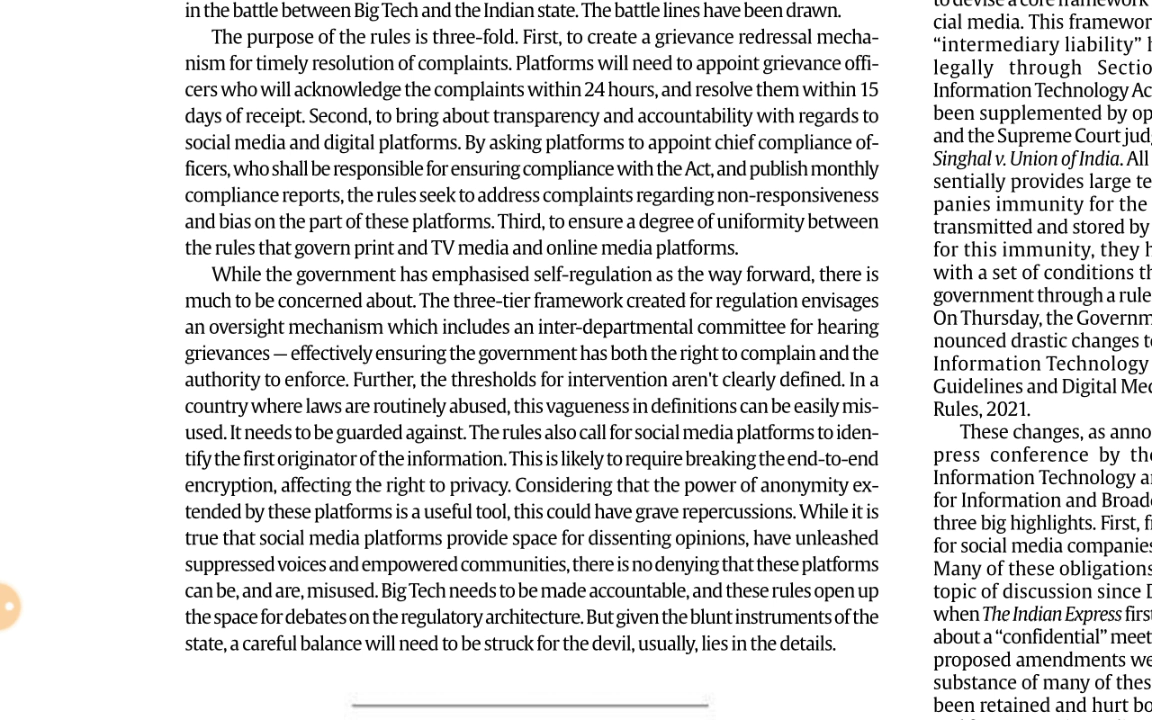 in the battle between Big Tech and the Indian state. The battle lines have been drawn.
The purpose of the rules is three-fold. First, to create a grievance redressal mecha-
nism for timely resolution of complaints. Platforms will need to appoint grievance offi-
cers who will acknowledge the complaints within 24 hours, and resolve them within 15
days of receipt. Second, to bring about transparency and accountability with regards to
social media and digital platforms. By asking platforms to appoint chief compliance of-
ficers, who shall be responsible for ensuring compliance with the Act, and publish monthly
compliance reports, the rules seek to address complaints regarding non-responsiveness
and bias on the part of these platforms. Third, to ensure a degree of uniformity between
the rules that govern print and TV media and online media platforms.
While the government has emphasised self-regulation as the way forward, there is
much to be concerned about. The three-tier framework created for regulation envisages
an oversight mechanism which includes an inter-departmental committee for hearing
grievances — effectively ensuring the government has both the right to complain and the
authority to enforce. Further, the thresholds for intervention aren't clearly defined. In a
country where laws are routinely abused, this vagueness in definitions can be easily mis-
used. It needs to be guarded against. The rules also call for social media platforms to iden-
tify the first originator of the information. This is likely to require breaking the end-to-end
encryption, affecting the right to privacy. Considering that the power of anonymity ex-
tended by these platforms is a useful tool, this could have grave repercussions. While it is
true that social media platforms provide space for dissenting opinions, have unleashed
suppressed voices and empowered communities, there is no denying that these platforms
can be, and are, misused. Big Tech needs to be made accountable, and these rules open up
the space for debates on the regulatory architecture. But given the blunt instruments of the
state, a careful balance will need to be struck for the devil, usually, lies in the details.
to devise a core framework
cial media. This framewor
“intermediary liability” h
legally through Sectio
Information Technology Ac
been supplemented by op
and the Supreme Court judg
Singhal v. Union of India. All
sentially provides large te
panies immunity for the
transmitted and stored by
for this immunity, they h
with a set of conditions th
government through a rule
On Thursday, the Governm
nounced drastic changes to
Information Technology
Guidelines and Digital Med
Rules, 2021.
These changes, as anno
press conference by the
Information Technology an
for Information and Broadc
three big highlights. First, fi
for social media companies
Many of these obligations
topic of discussion since D
when The Indian Express first
about a “confidential” meet
proposed amendments we
substance of many of thes
been retained and hurt bo